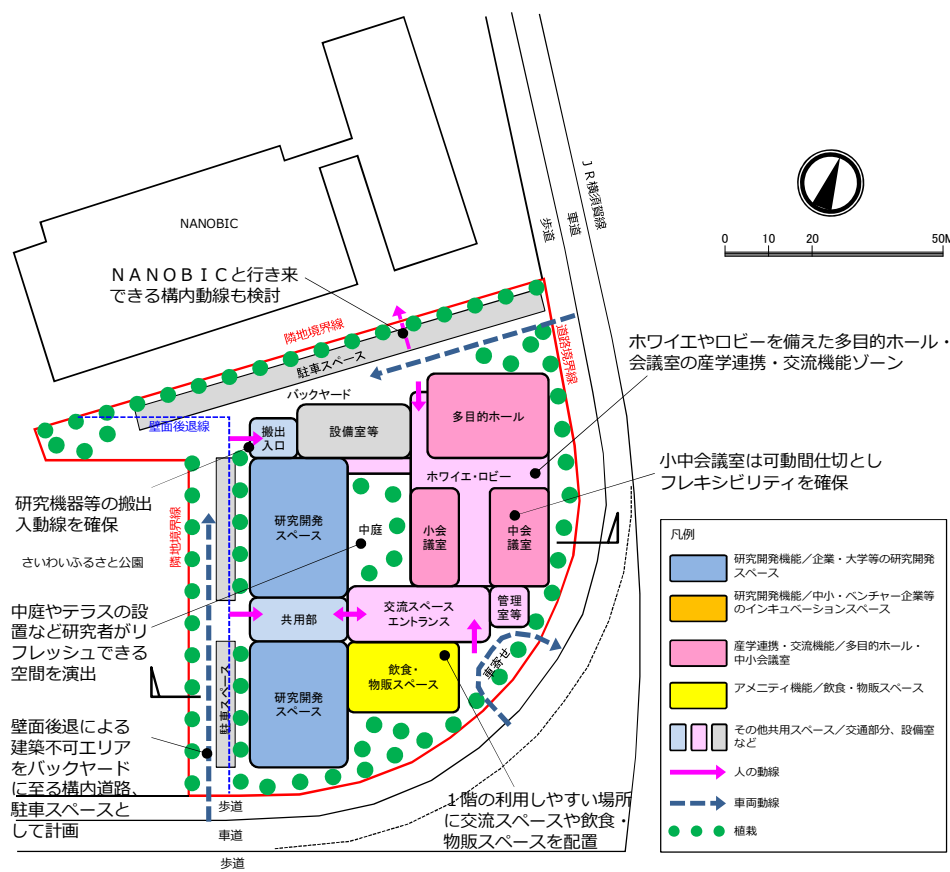 NANOBIC
ＮＡＮＯＢＩＣと行き来
できる構内動線も検討
ＪＲ横須賀線
車道
歩道
0 10 20 50M
隣地境界線
駐車スペース
道路境界線
ホワイエやロビーを備えた多目的ホール・
会議室の産学連携・交流機能ゾーン
バックヤード
壁面後退線
搬出
入口
設備室等
多目的ホール
ホワイエ・ロビー
小中会議室は可動間仕切とし
フレキシビリティを確保
研究機器等の搬出
入動線を確保
隣地境界線
さいわいふるさと公園
研究開発
スペース
中庭
小会
議室
中会
議室
中庭やテラスの設
置など研究者がリ
フレッシュできる
空間を演出
共用部
交流スペース
エントランス
管理
室等
車寄せ
駐車スペース
研究開発
スペース
飲食・
物販スペース
壁面後退による
建築不可エリア
をバックヤード
に至る構内道路、
駐車スペースと
して計画
１階の利用しやすい場所
に交流スペースや飲食・
物販スペースを配置
歩道
車道
歩道
凡例
研究開発機能／企業・大学等の研究開発
スペース
研究開発機能／中小・ベンチャー企業等
のインキュベーションスペース
産学連携・交流機能／多目的ホール・
中小会議室
アメニティ機能／飲食・物販スペース
その他共用スペース／交通部分、設備室
など
人の動線
車両動線
植栽